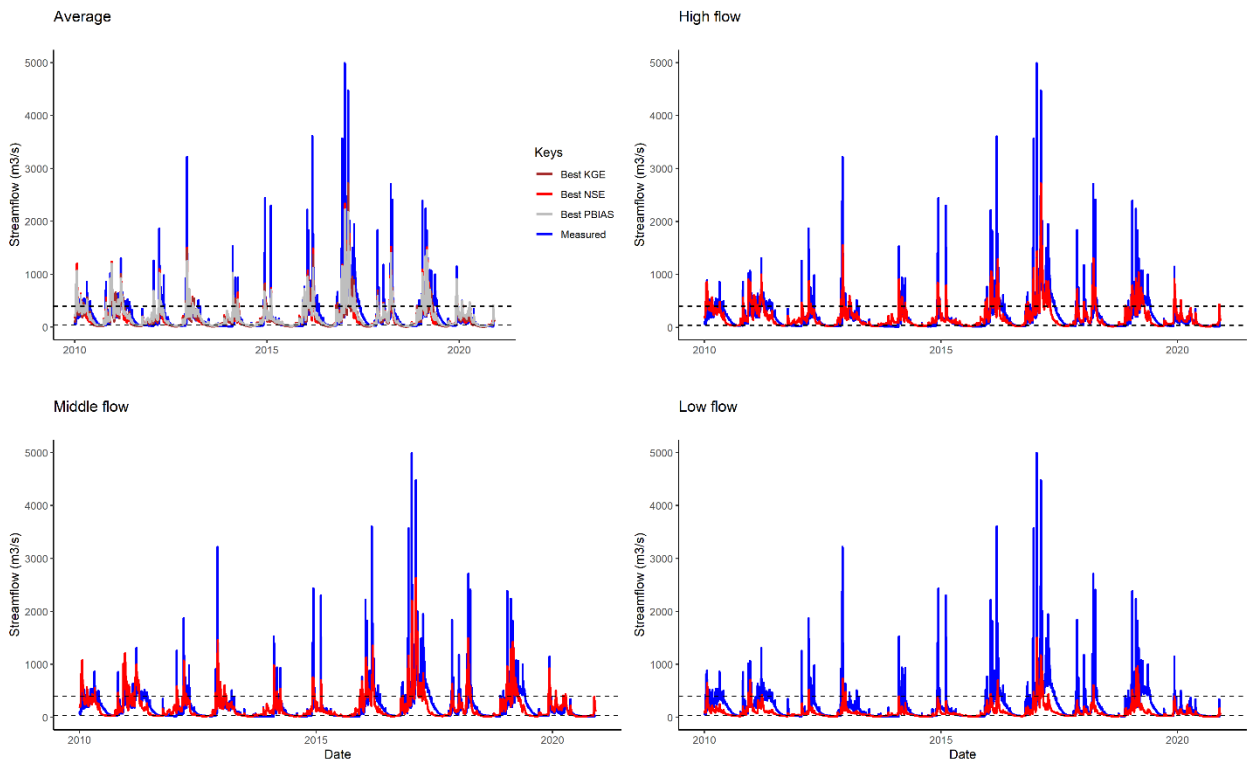 Average
Streamflow (m3/s)
5000
4000
3000
2000
1000
0
2010
2015
2020
Keys
Best KGE
Best NSE
Best PBIAS
Measured
High flow
Streamflow (m3/s)
5000
4000
3000
2000
1000
0
2010
2015
2020
Middle flow
Streamflow (m3/s)
5000
4000
3000
2000
1000
0
2010
2015
2020
Date
Low flow
Streamflow (m3/s)
5000
4000
3000
2000
1000
0
2010
2015
2020
Date